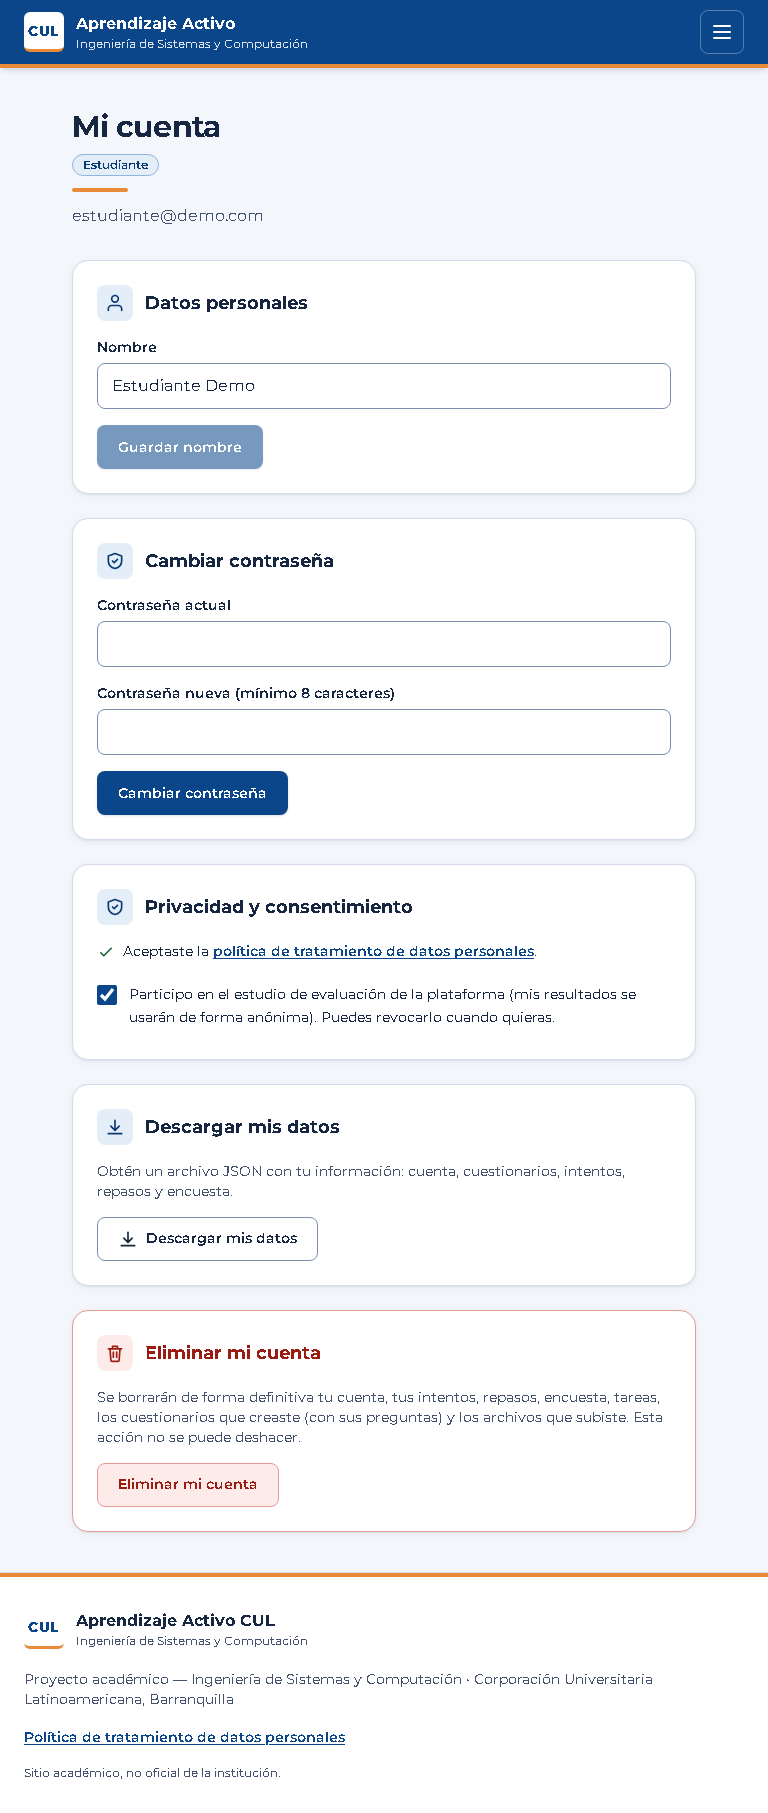 CUL
Aprendizaje Activo
Ingeniería de Sistemas y Computación
Mi cuenta
Estudiante
estudiante@demo.com
Datos personales
Nombre
Estudiante Demo
Guardar nombre
Cambiar contraseña
Contraseña actual
Contraseña nueva (mínimo 8 caracteres)
Cambiar contraseña
Privacidad y consentimiento
Aceptaste la política de tratamiento de datos personales.
Participo en el estudio de evaluación de la plataforma (mis resultados se
usarán de forma anónima). Puedes revocarlo cuando quieras.
Descargar mis datos
Obtén un archivo JSON con tu información: cuenta, cuestionarios, intentos,
repasos y encuesta.
Descargar mis datos
Eliminar mi cuenta
Se borrarán de forma definitiva tu cuenta, tus intentos, repasos, encuesta, tareas,
los cuestionarios que creaste (con sus preguntas) y los archivos que subiste. Esta
acción no se puede deshacer.
Eliminar mi cuenta
CUL
Aprendizaje Activo CUL
Ingeniería de Sistemas y Computación
Proyecto académico — Ingeniería de Sistemas y Computación · Corporación Universitaria
Latinoamericana, Barranquilla
Política de tratamiento de datos personales
Sitio académico, no oficial de la institución.